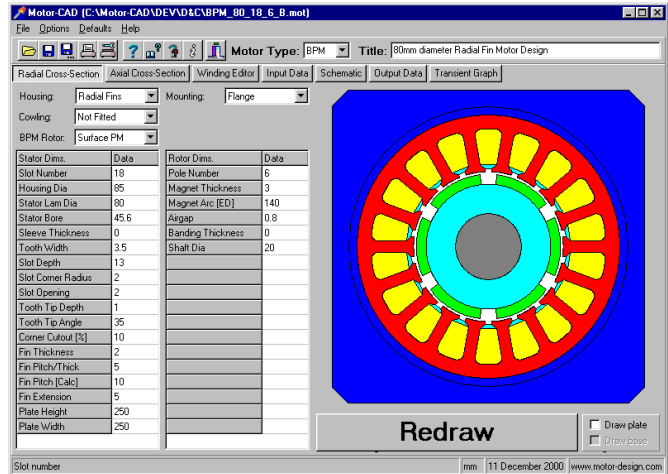 Motor-CAD (C:\Motor-CAD\DEV\D&C\BPM_80_18_6_B.mot)
File Options Defaults Help
Motor Type: BPM Title: 80mm diameter Radial Fin Motor Design
Radial Cross-Section Axial Cross-Section Winding Editor Input Data Schematic Output Data Transient Graph
Housing: Radial Fins Mounting: Flange
Cowling: Not Fitted
BPM Rotor: Surface PM
Stator Dims. Data Rotor Dims. Data
Slot Number 18 Pole Number 6
Housing Dia 85 Magnet Thickness 3
Stator Lam Dia 80 Magnet Arc [ED] 140
Stator Bore 45.6 Airgap 0.8
Sleeve Thickness 0 Banding Thickness 0
Tooth Width 3.5 Shaft Dia 20
Slot Depth 13
Slot Corner Radius 2
Slot Opening 2
Tooth Tip Depth 1
Tooth Tip Angle 35
Corner Cutout [%] 10
Fin Thickness 2
Fin Pitch/Thick 5
Fin Pitch [Calc] 10
Fin Extension 5
Plate Height 250
Plate Width 250
Redraw
Draw plate
Draw base
Slot number mm 11 December 2000 www.motor-design.com